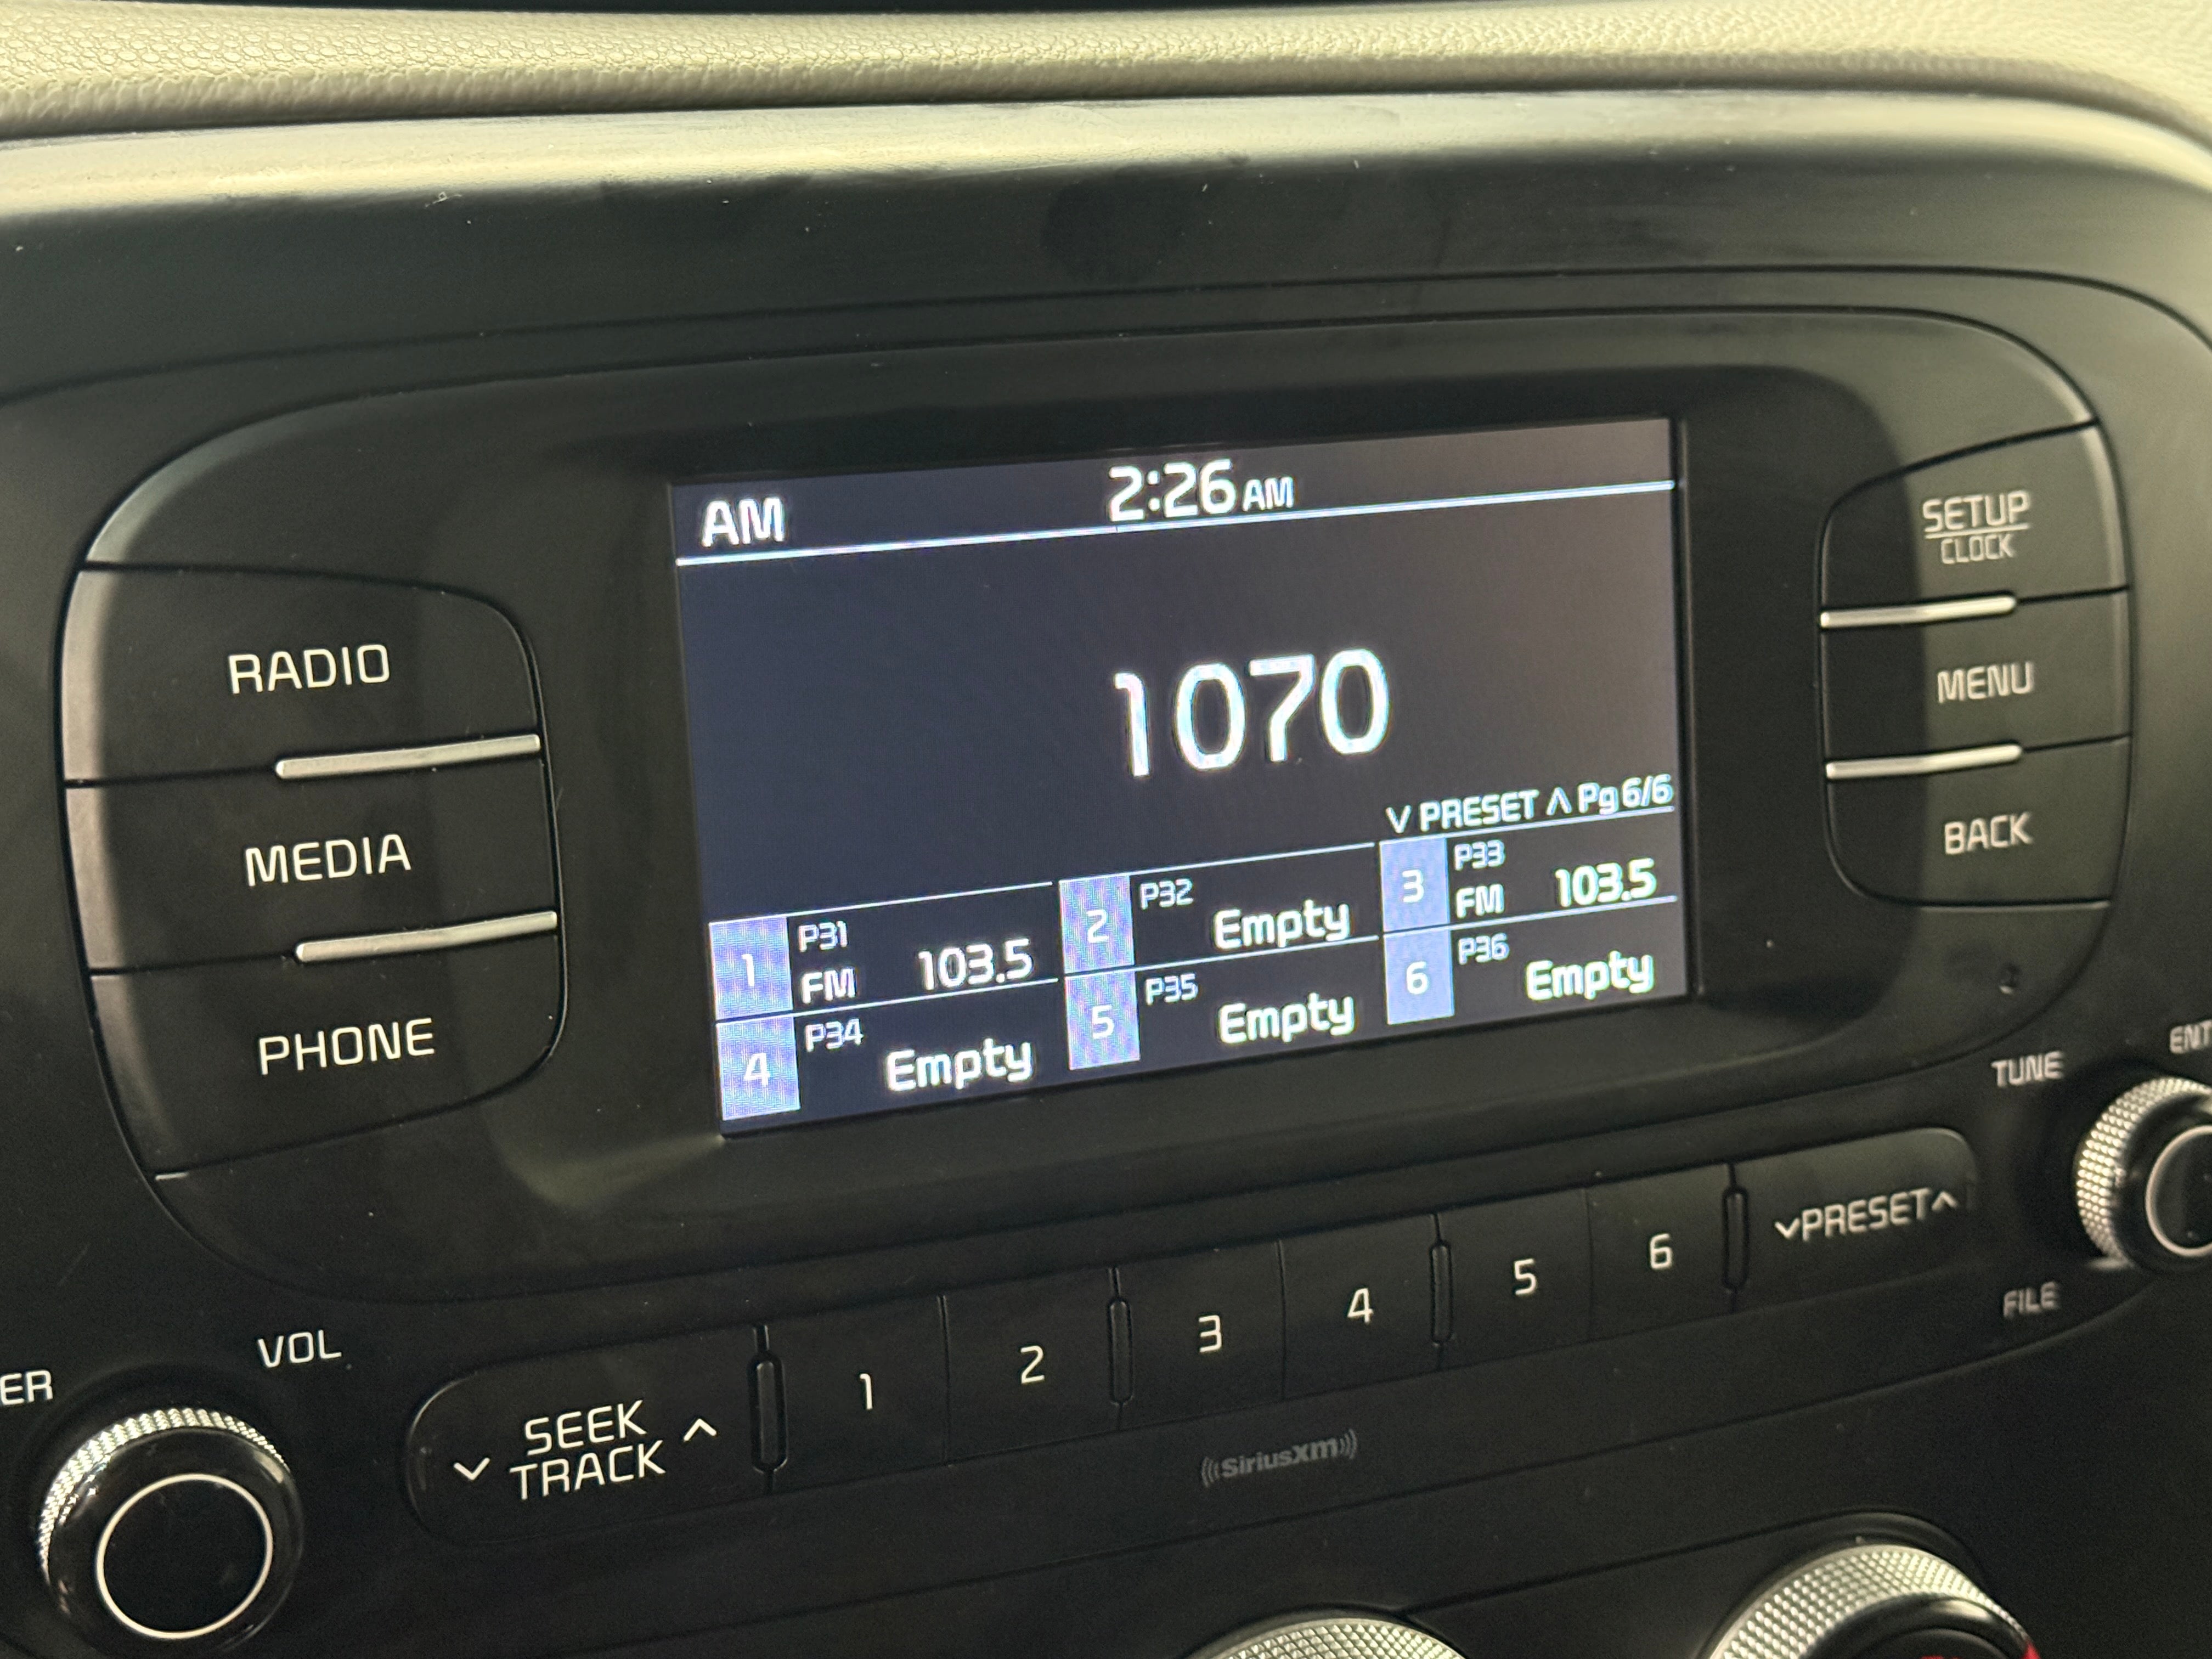 AM 2:26 AM
1070
∨ PRESET ∧ Pg 6/6
1 P31 FM 103.5
2 P32 Empty
3 P33 FM 103.5
4 P34 Empty
5 P35 Empty
6 P36 Empty
RADIO
MEDIA
PHONE
SETUP
CLOCK
MENU
BACK
TUNE
FILE
VOL
∨ SEEK ∧
TRACK
1 2 3 4 5 6
∨PRESET∧
((SiriusXM))